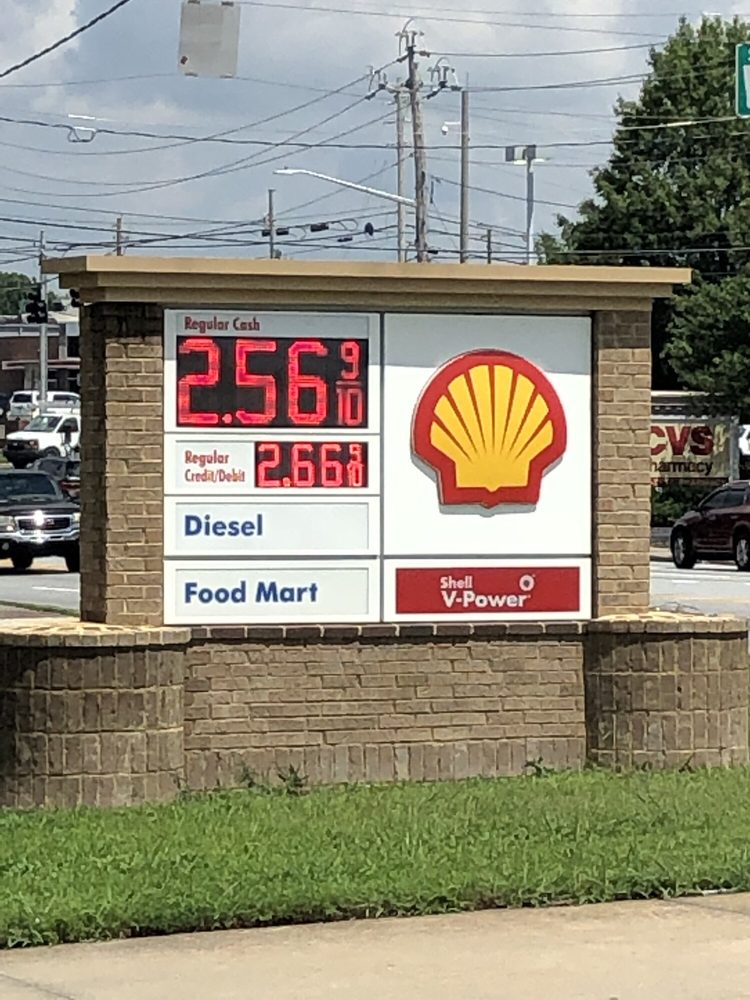 Regular Cash
2.56 9/10
Regular
Credit/Debit
2.66 9/10
Diesel
Food Mart
Shell
V-Power
CVS
pharmacy